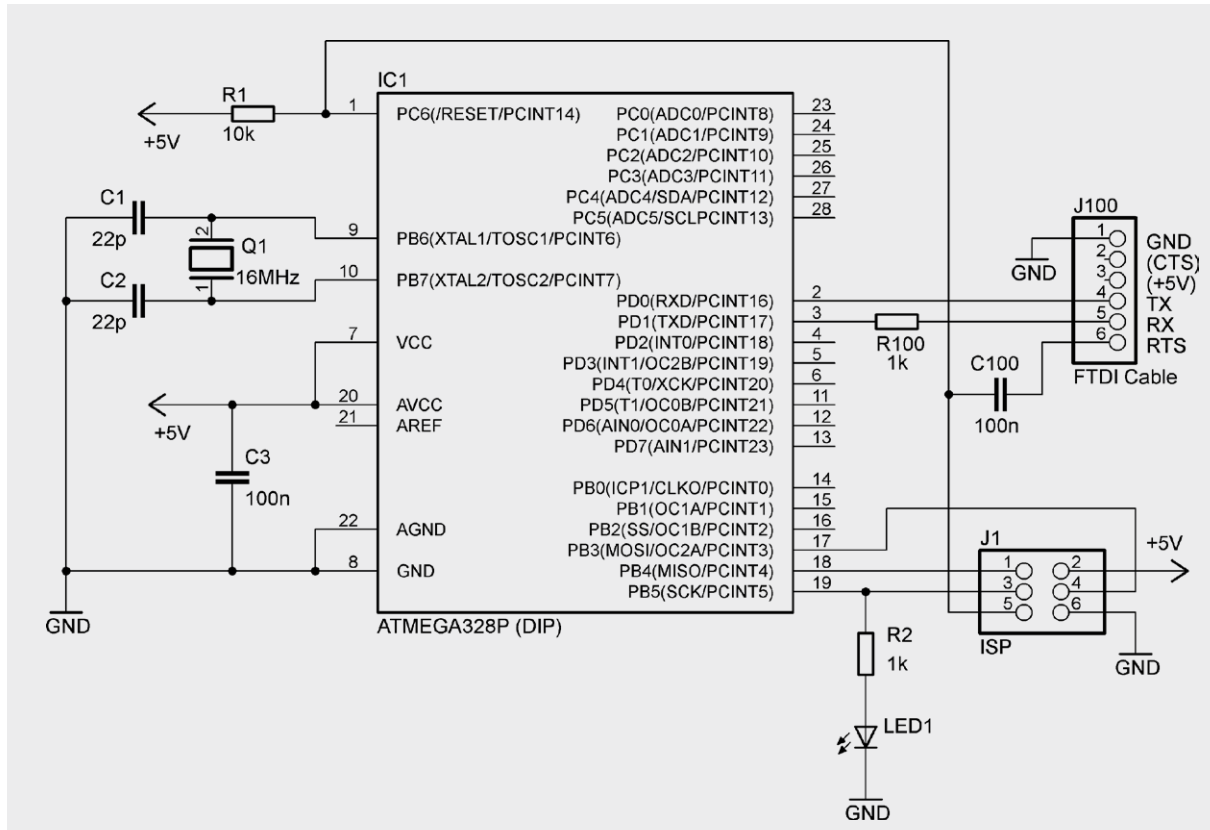 IC1
R1
10k
+5V
1
PC6(/RESET/PCINT14)
C1
22p
2
Q1
16MHz
1
C2
22p
9
PB6(XTAL1/TOSC1/PCINT6)
10
PB7(XTAL2/TOSC2/PCINT7)
7
VCC
+5V
20
AVCC
21
AREF
C3
100n
22
AGND
8
GND
GND
ATMEGA328P (DIP)
PC0(ADC0/PCINT8) 23
PC1(ADC1/PCINT9) 24
PC2(ADC2/PCINT10) 25
PC3(ADC3/PCINT11) 26
PC4(ADC4/SDA/PCINT12) 27
PC5(ADC5/SCLPCINT13) 28
PD0(RXD/PCINT16) 2
PD1(TXD/PCINT17) 3
PD2(INT0/PCINT18) 4
PD3(INT1/OC2B/PCINT19) 5
PD4(T0/XCK/PCINT20) 6
PD5(T1/OC0B/PCINT21) 11
PD6(AIN0/OC0A/PCINT22) 12
PD7(AIN1/PCINT23) 13
PB0(ICP1/CLKO/PCINT0) 14
PB1(OC1A/PCINT1) 15
PB2(SS/OC1B/PCINT2) 16
PB3(MOSI/OC2A/PCINT3) 17
PB4(MISO/PCINT4) 18
PB5(SCK/PCINT5) 19
J100
1 GND
2 (CTS)
3 (+5V)
4 TX
5 RX
6 RTS
FTDI Cable
GND
R100
1k
C100
100n
J1
1 2
3 4
5 6
ISP
+5V
GND
R2
1k
LED1
GND